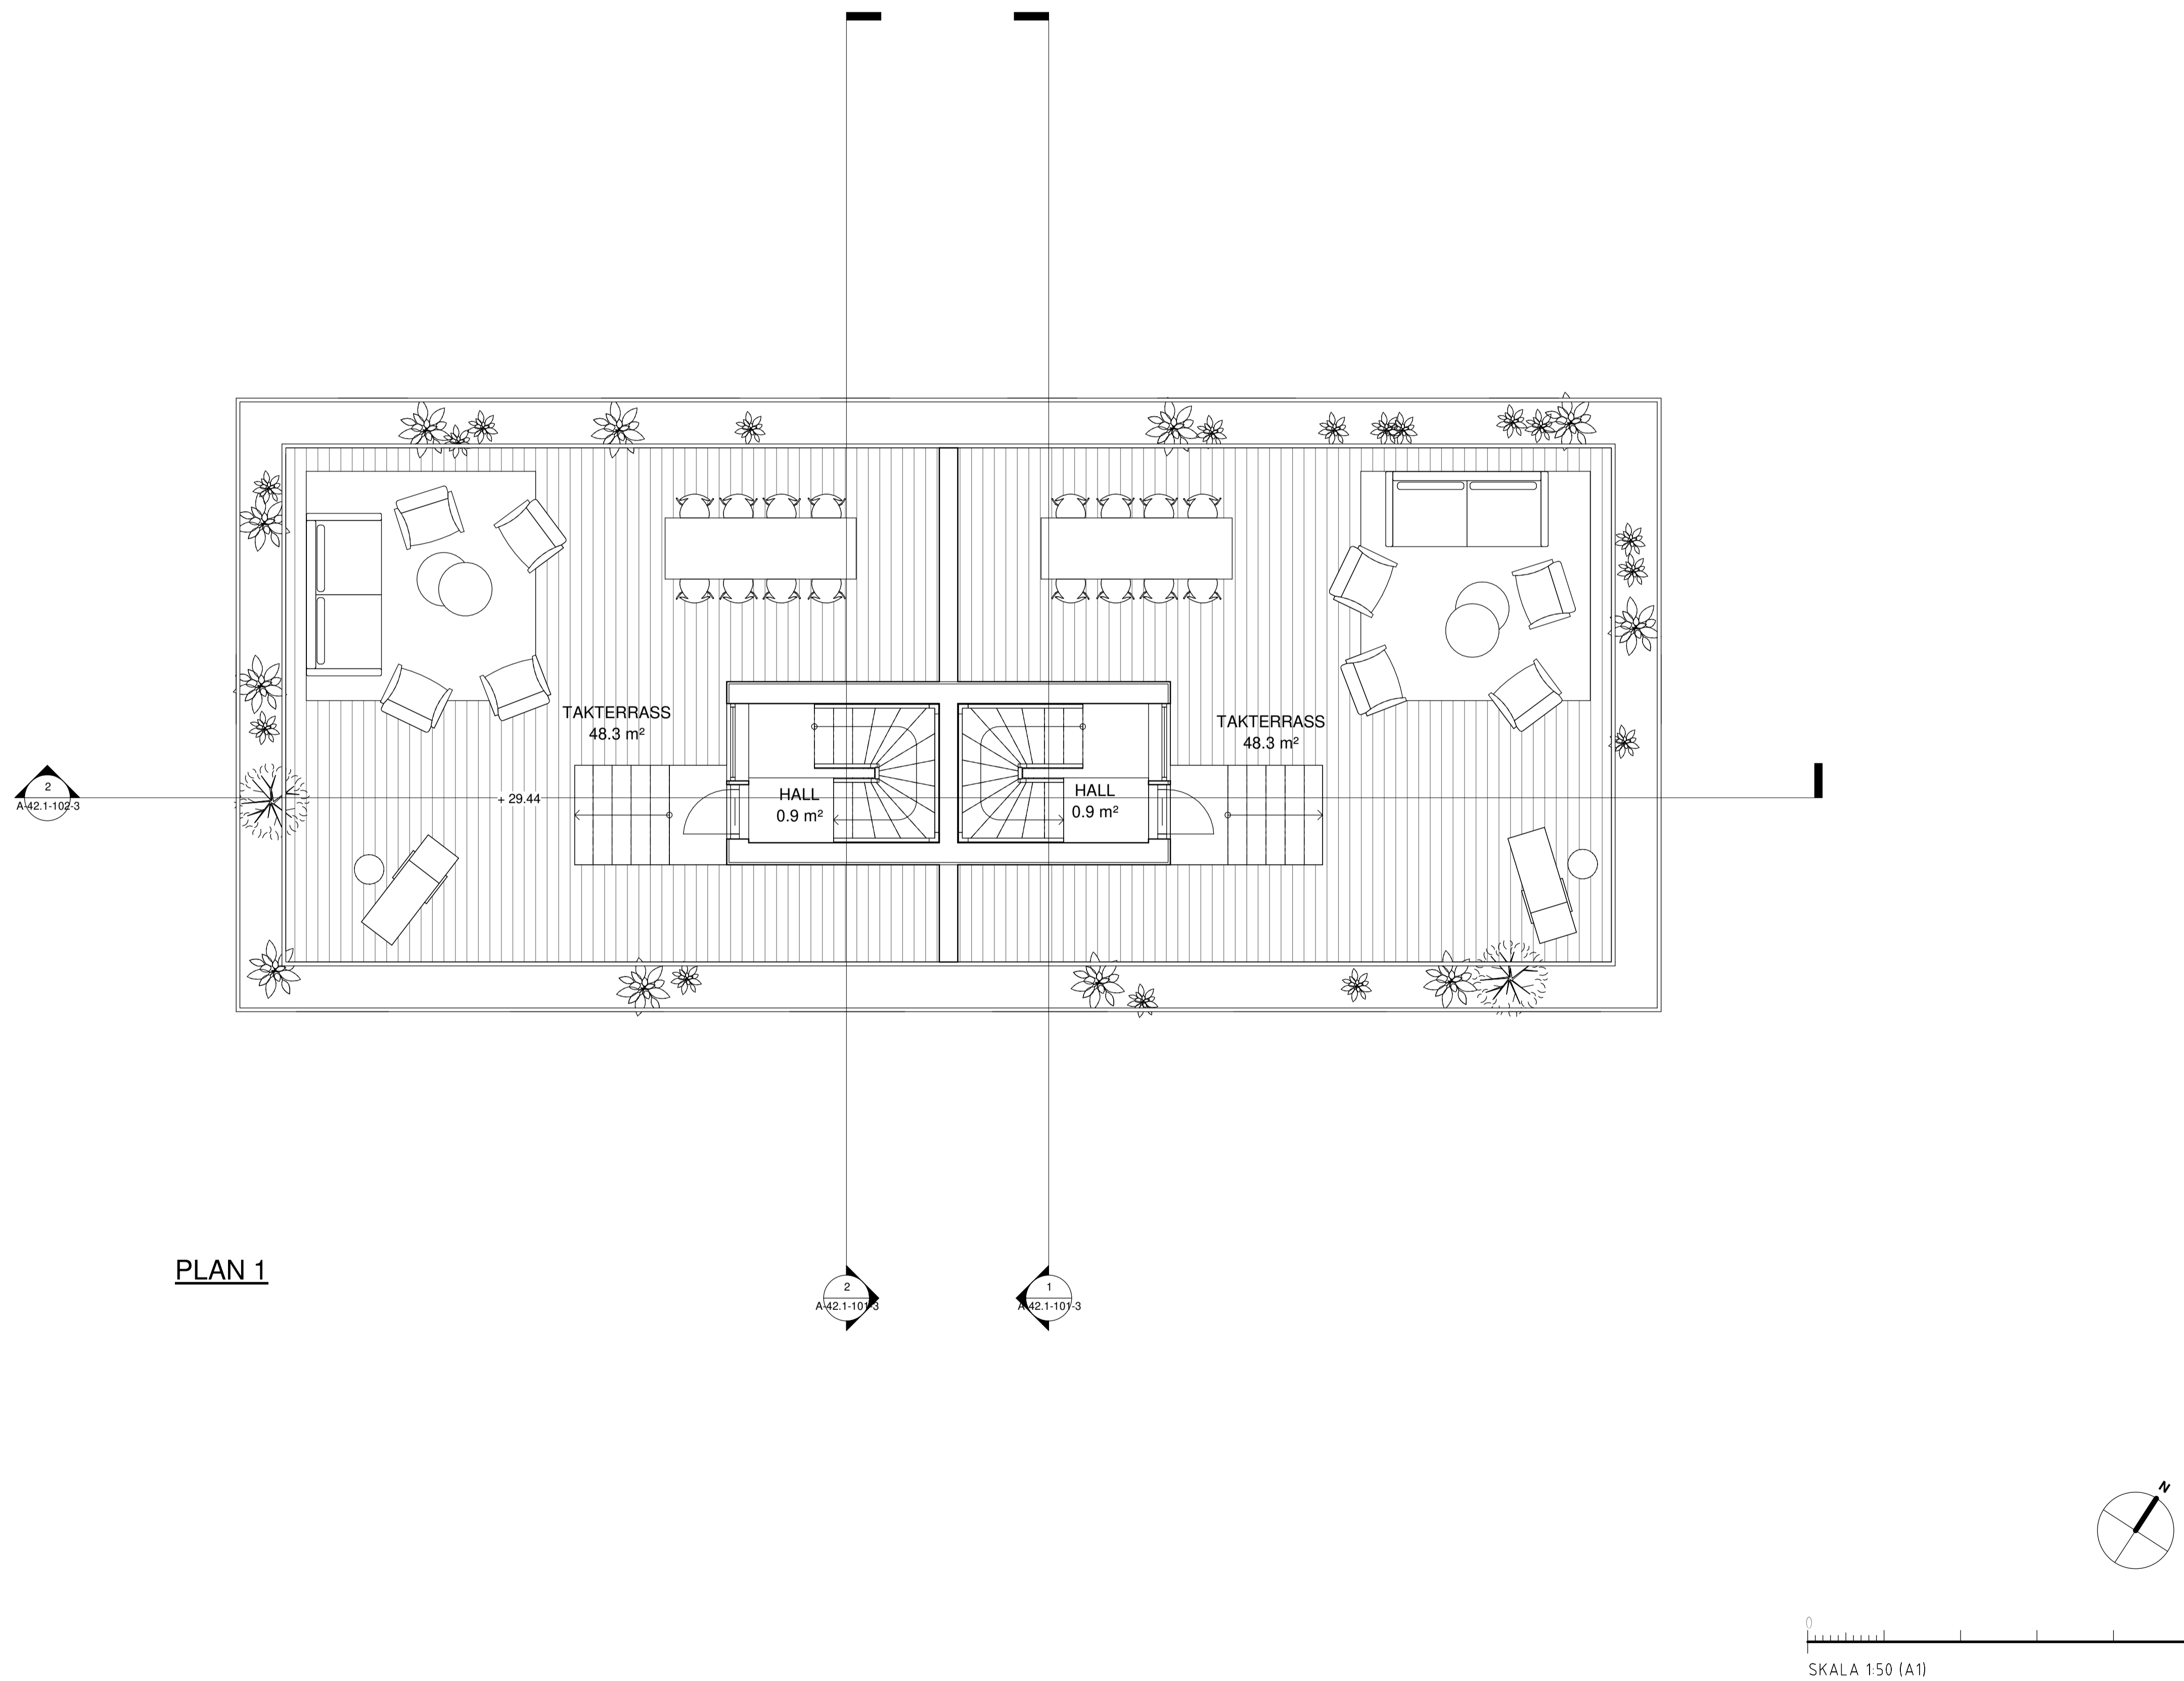 TAKTERRASS
48.3 m²
TAKTERRASS
48.3 m²
HALL
0.9 m²
HALL
0.9 m²
+ 29.44
2
A-42.1-102-3
PLAN 1
2
A-42.1-101-3
1
A-42.1-101-3
N
0
SKALA 1:50 (A1)